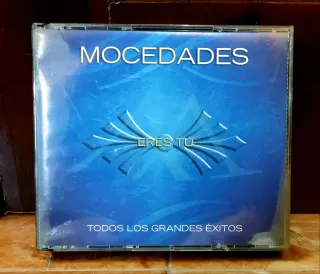 MOCEDADES
ERES TÚ
TODOS LOS GRANDES ÉXITOS